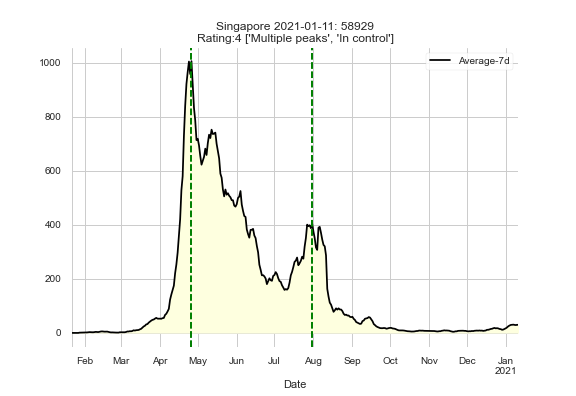 Singapore 2021-01-11: 58929
Rating:4 ['Multiple peaks', 'In control']
Average-7d
1000
800
600
400
200
0
Feb Mar Apr May Jun Jul Aug Sep Oct Nov Dec Jan
2021
Date